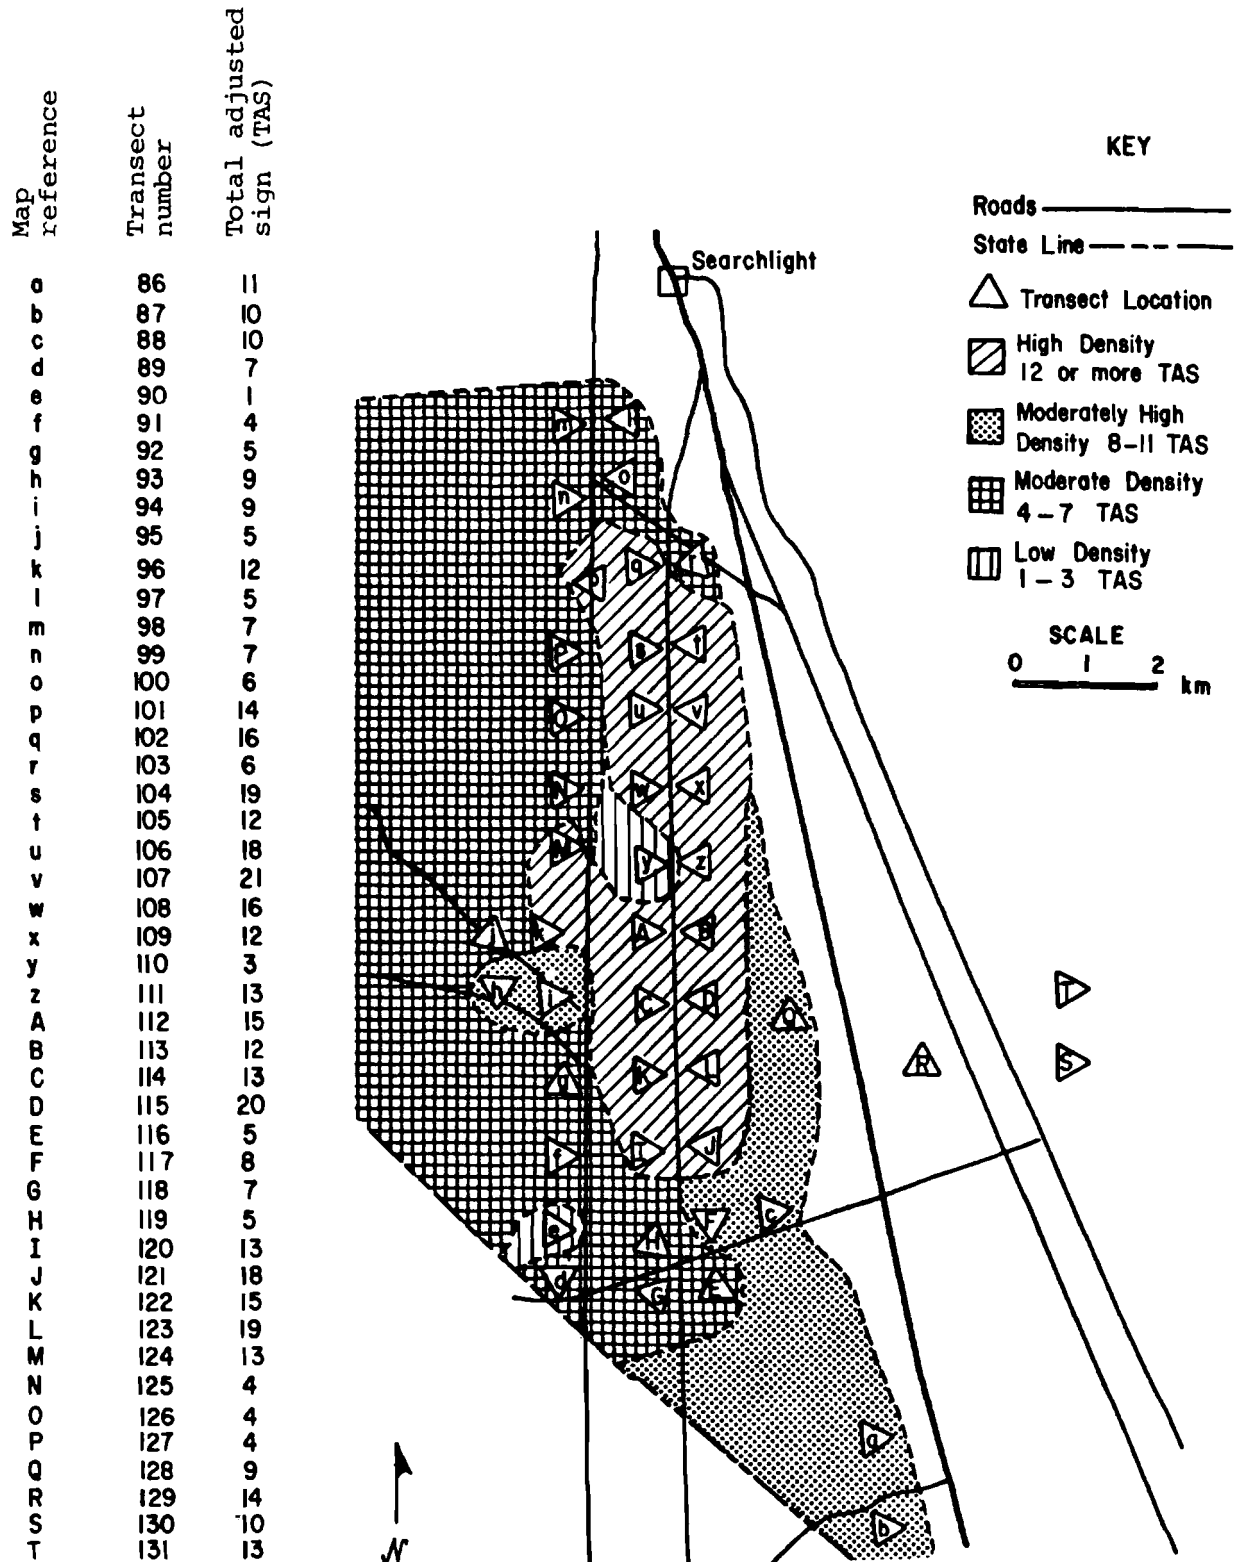 Map reference
Transect number
Total adjusted sign (TAS)
a 86 11
b 87 10
c 88 10
d 89 7
e 90 1
f 91 4
g 92 5
h 93 9
i 94 9
j 95 5
k 96 12
l 97 5
m 98 7
n 99 7
o 100 6
p 101 14
q 102 16
r 103 6
s 104 19
t 105 12
u 106 18
v 107 21
w 108 16
x 109 12
y 110 3
z 111 13
A 112 15
B 113 12
C 114 13
D 115 20
E 116 5
F 117 8
G 118 7
H 119 5
I 120 13
J 121 18
K 122 15
L 123 19
M 124 13
N 125 4
O 126 4
P 127 4
Q 128 9
R 129 14
S 130 10
T 131 13
Searchlight
KEY
Roads
State Line
Transect Location
High Density
12 or more TAS
Moderately High
Density 8-11 TAS
Moderate Density
4-7 TAS
Low Density
1-3 TAS
SCALE
0 1 2
km
m l
n o
p q r
P s t
O u v
N w x
M y z
j k A B
h i C D Q T
g K L R S
f I J
e H F c
d G E
a
b
N